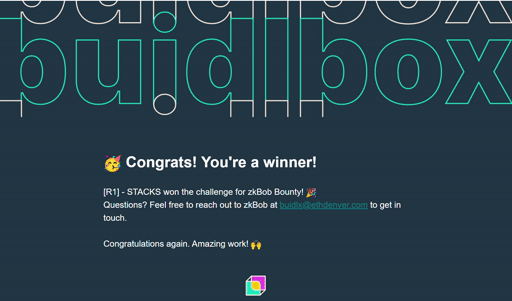 buidlbox
buidlbox
🥳 Congrats! You're a winner!
[R1] - STACKS won the challenge for zkBob Bounty! 🎉
Questions? Feel free to reach out to zkBob at buidlx@ethdenver.com to get in
touch.
Congratulations again. Amazing work! 🙌